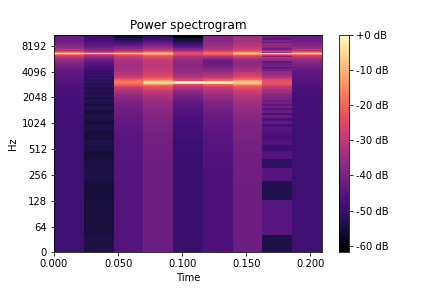 Power spectrogram
+0 dB
8192
-10 dB
4096
2048
-20 dB
1024
-30 dB
512
Hz
256
-40 dB
128
-50 dB
64
0
-60 dB
0.000 0.050 0.100 0.150 0.200
Time